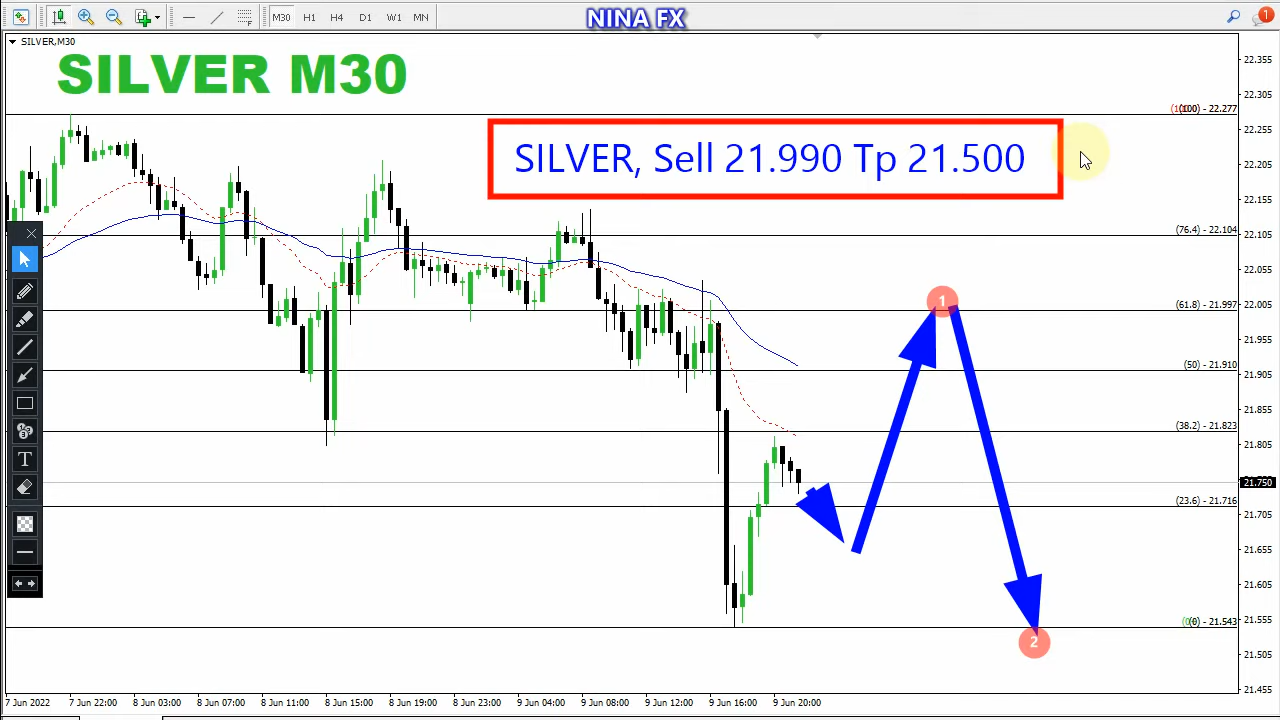 M30 H1 H4 D1 W1 MN
NINA FX
1
SILVER,M30
SILVER M30
SILVER, Sell 21.990 Tp 21.500
(100) - 22.277
(76.4) - 22.104
(61.8) - 21.997
(50) - 21.910
(38.2) - 21.823
(23.6) - 21.716
(0) - 21.543
22.355
22.305
22.255
22.205
22.155
22.105
22.055
22.005
21.955
21.905
21.855
21.805
21.750
21.705
21.655
21.605
21.555
21.505
21.455
1
2
T
7 Jun 2022
7 Jun 22:00
8 Jun 03:00
8 Jun 07:00
8 Jun 11:00
8 Jun 15:00
8 Jun 19:00
8 Jun 23:00
9 Jun 04:00
9 Jun 08:00
9 Jun 12:00
9 Jun 16:00
9 Jun 20:00